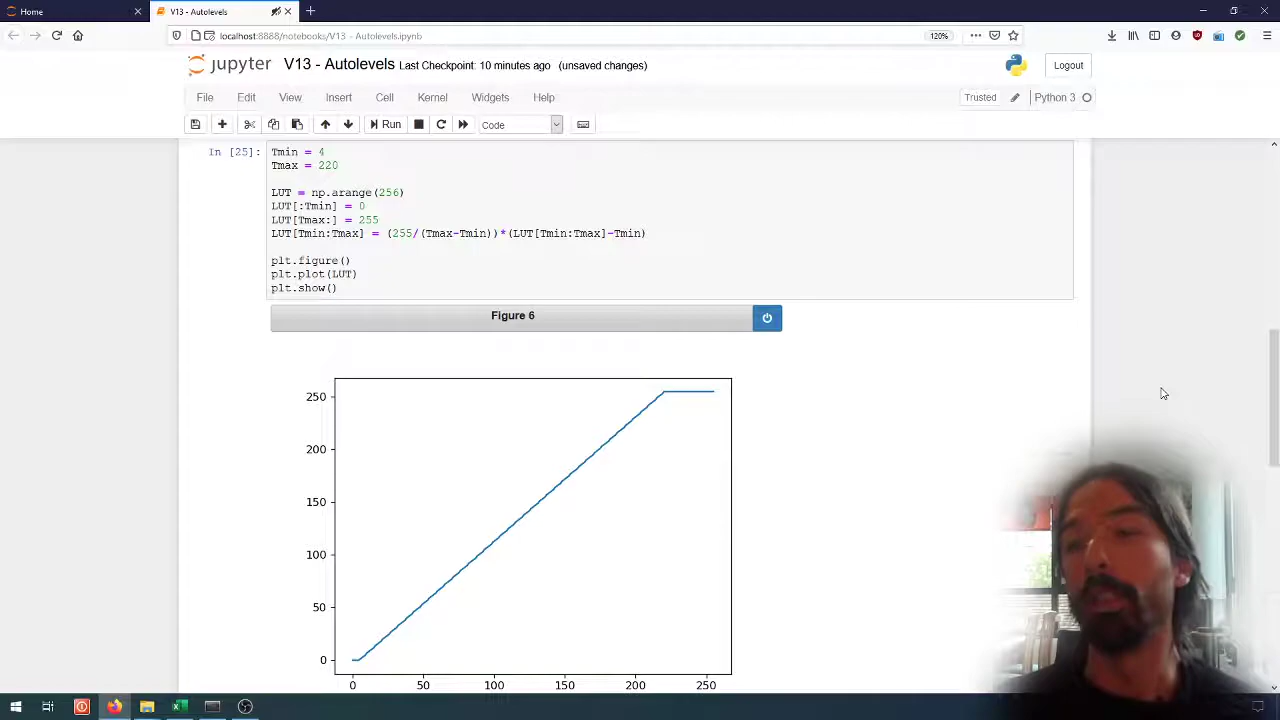 Home
V13 - Autolevels
localhost:8888/notebooks/V13 - Autolevels.ipynb
120%
jupyter V13 - Autolevels Last Checkpoint: 10 minutes ago (unsaved changes)
Logout
File Edit View Insert Cell Kernel Widgets Help
Trusted
Python 3
Run
Code
In [25]:
Tmin = 4
Tmax = 220
LUT = np.arange(256)
LUT[:Tmin] = 0
LUT[Tmax:] = 255
LUT[Tmin:Tmax] = (255/(Tmax-Tmin))*(LUT[Tmin:Tmax]-Tmin)
plt.figure()
plt.plot(LUT)
plt.show()
Figure 6
250
200
150
100
50
0
0 50 100 150 200 250